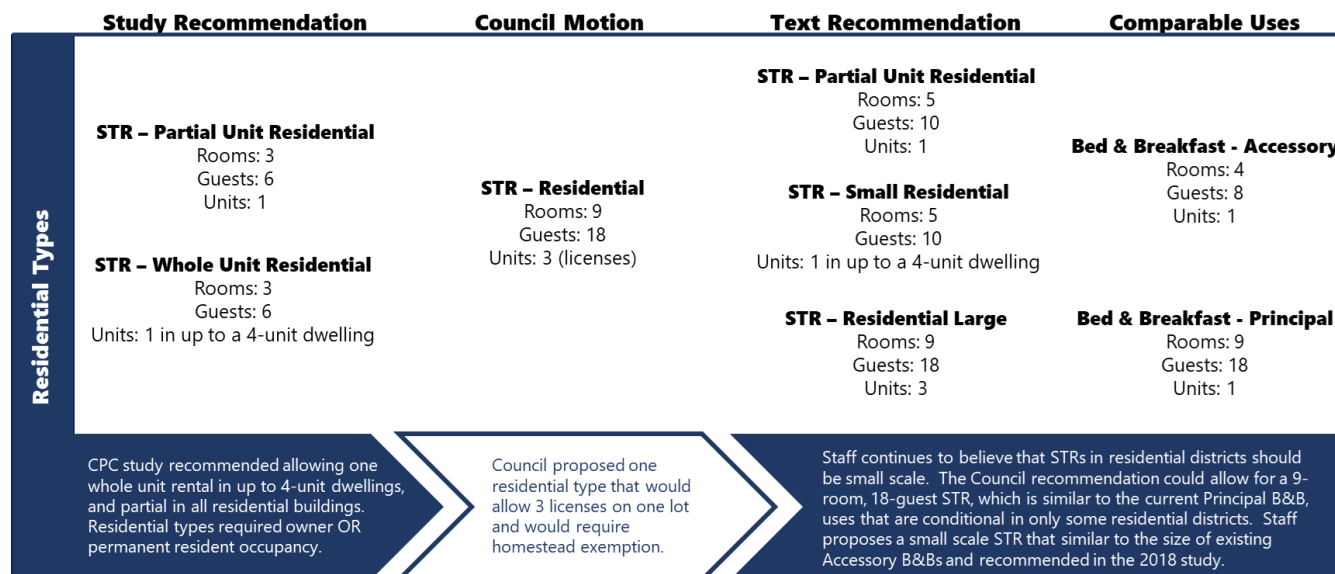 Study Recommendation
Council Motion
Text Recommendation
Comparable Uses
Residential Types
STR – Partial Unit Residential
Rooms: 3
Guests: 6
Units: 1
STR – Whole Unit Residential
Rooms: 3
Guests: 6
Units: 1 in up to a 4-unit dwelling
STR – Residential
Rooms: 9
Guests: 18
Units: 3 (licenses)
STR – Partial Unit Residential
Rooms: 5
Guests: 10
Units: 1
STR – Small Residential
Rooms: 5
Guests: 10
Units: 1 in up to a 4-unit dwelling
STR – Residential Large
Rooms: 9
Guests: 18
Units: 3
Bed & Breakfast - Accessory
Rooms: 4
Guests: 8
Units: 1
Bed & Breakfast - Principal
Rooms: 9
Guests: 18
Units: 1
CPC study recommended allowing one
whole unit rental in up to 4-unit dwellings,
and partial in all residential buildings.
Residential types required owner OR
permanent resident occupancy.
Council proposed one
residential type that would
allow 3 licenses on one lot
and would require
homestead exemption.
Staff continues to believe that STRs in residential districts should
be small scale.  The Council recommendation could allow for a 9-
room, 18-guest STR, which is similar to the current Principal B&B,
uses that are conditional in only some residential districts.  Staff
proposes a small scale STR that similar to the size of existing
Accessory B&Bs and recommended in the 2018 study.